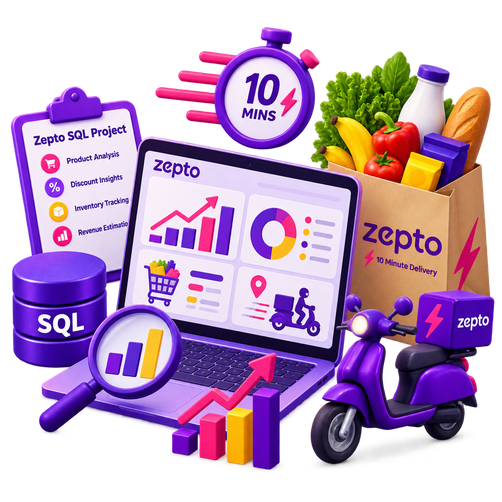 10
MINS
Zepto SQL Project
Product Analysis
Discount Insights
Inventory Tracking
Revenue Estimatio
zepto
zepto
10 Minute Delivery
SQL
zepto